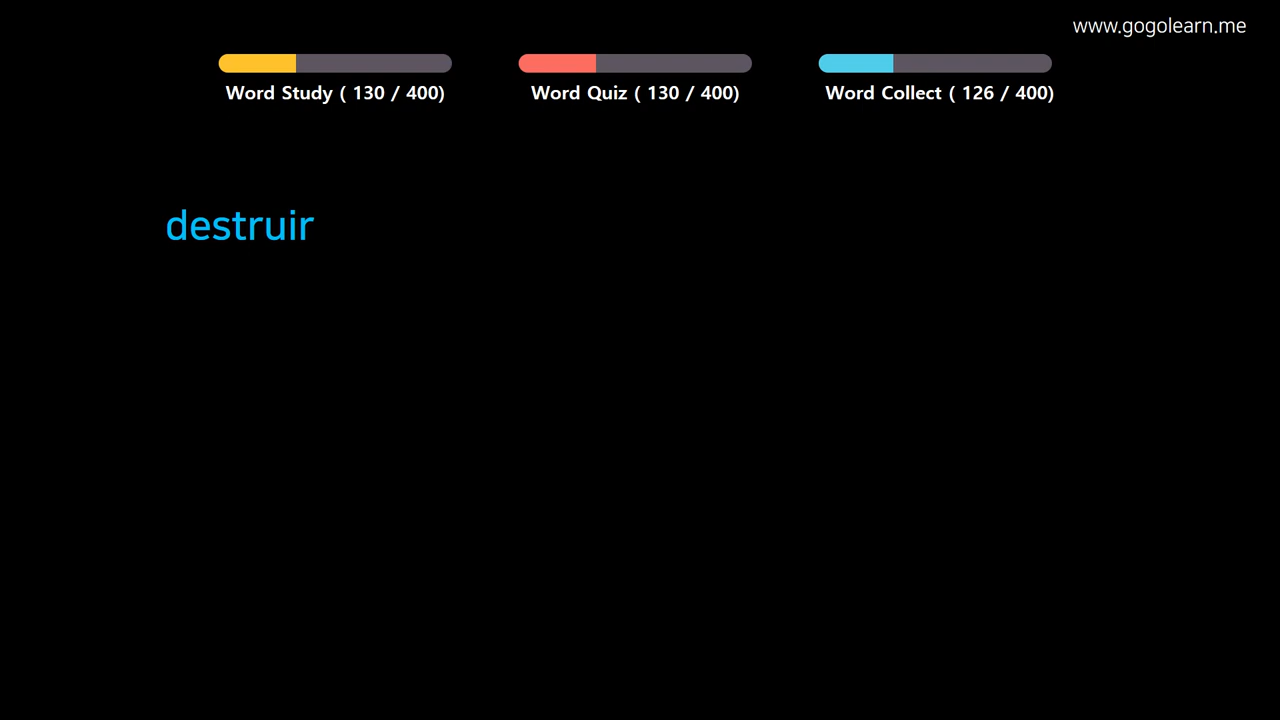 www.gogolearn.me
Word Study ( 130 / 400)
Word Quiz ( 130 / 400)
Word Collect ( 126 / 400)
destruir